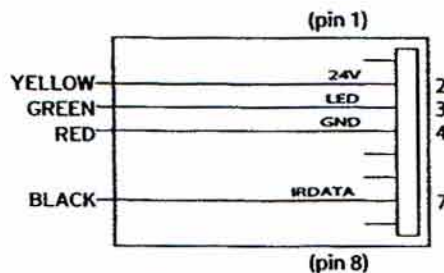 (pin 1)
YELLOW 24V 2
GREEN LED 3
RED GND 4
BLACK IRDATA 7
(pin 8)